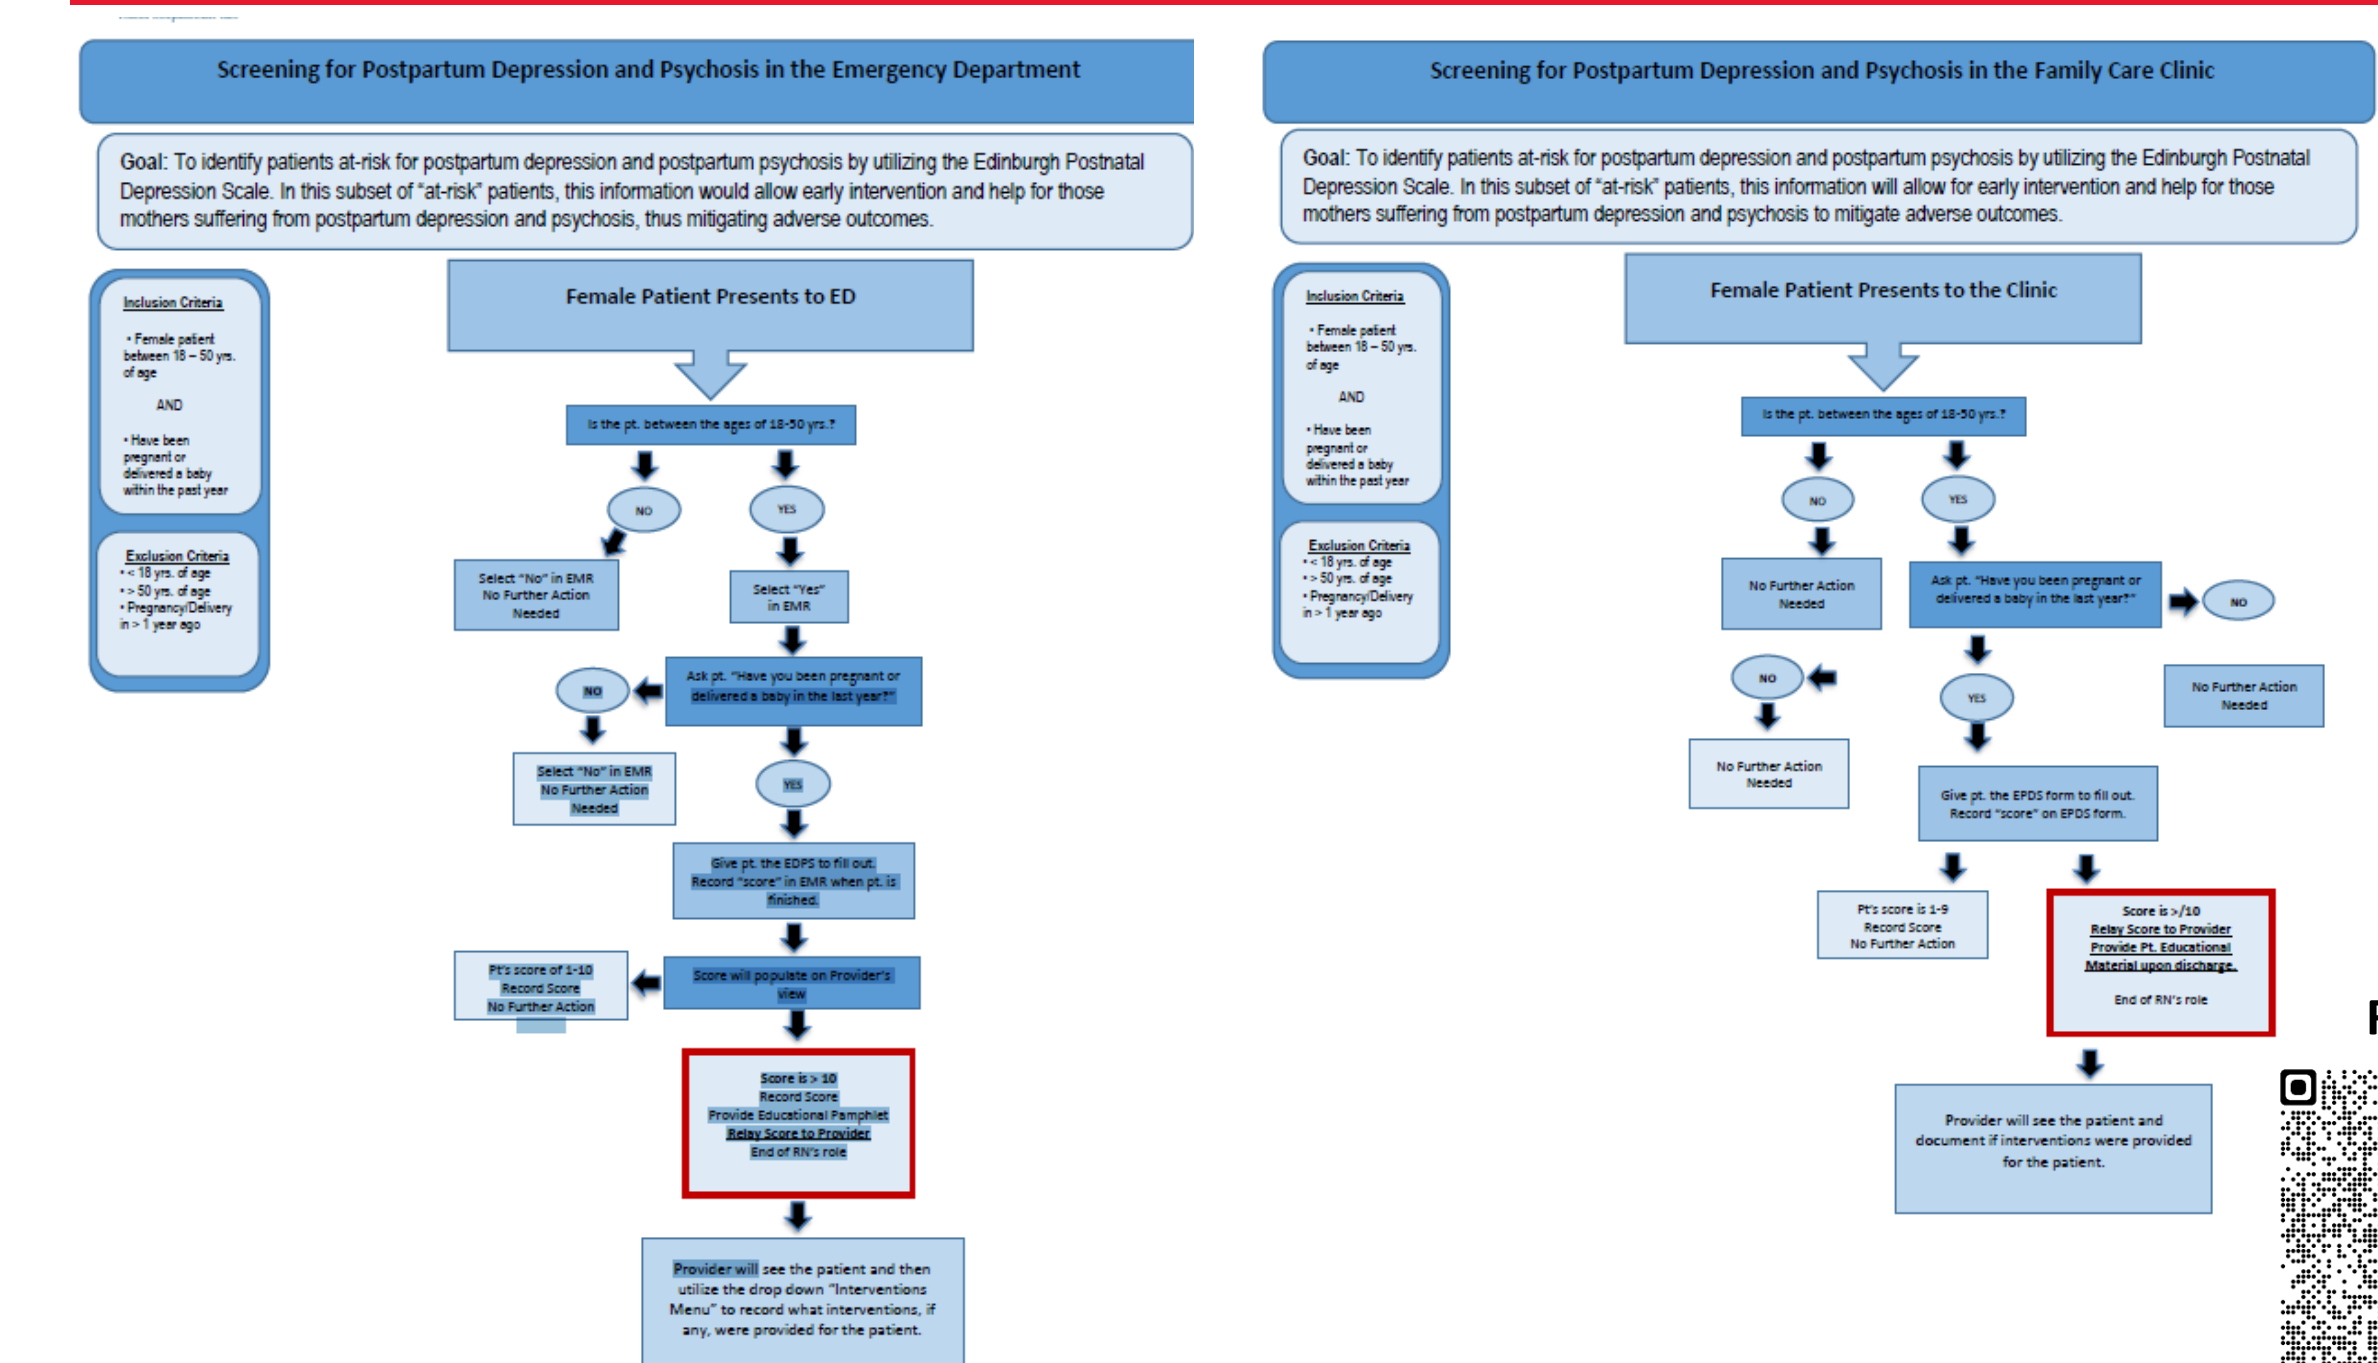 Screening for Postpartum Depression and Psychosis in the Emergency Department
Goal: To identify patients at-risk for postpartum depression and postpartum psychosis by utilizing the Edinburgh Postnatal
Depression Scale. In this subset of “at-risk” patients, this information would allow early intervention and help for those
mothers suffering from postpartum depression and psychosis, thus mitigating adverse outcomes.
Inclusion Criteria
• Female patient
between 18 – 50 yrs.
of age
AND
• Have been
pregnant or
delivered a baby
within the past year
Exclusion Criteria
• < 18 yrs. of age
• > 50 yrs. of age
• Pregnancy/Delivery
in > 1 year ago
Female Patient Presents to ED
Is the pt. between the ages of 18-50 yrs.?
NO
YES
Select “No” in EMR
No Further Action
Needed
Select “Yes”
in EMR
Ask pt. “Have you been pregnant or
delivered a baby in the last year?”
NO
Select “No” in EMR
No Further Action
Needed
YES
Give pt. the EDPS to fill out.
Record “score” in EMR when pt. is
finished.
Score will populate on Provider’s
view
Pt’s score of 1-10
Record Score
No Further Action
Score is > 10
Record Score
Provide Educational Pamphlet
Relay Score to Provider
End of RN’s role
Provider will see the patient and then
utilize the drop down “Interventions
Menu” to record what interventions, if
any, were provided for the patient.
Screening for Postpartum Depression and Psychosis in the Family Care Clinic
Goal: To identify patients at-risk for postpartum depression and postpartum psychosis by utilizing the Edinburgh Postnatal
Depression Scale. In this subset of “at-risk” patients, this information will allow for early intervention and help for those
mothers suffering from postpartum depression and psychosis to mitigate adverse outcomes.
Inclusion Criteria
• Female patient
between 18 – 50 yrs.
of age
AND
• Have been
pregnant or
delivered a baby
within the past year
Exclusion Criteria
• < 18 yrs. of age
• > 50 yrs. of age
• Pregnancy/Delivery
in > 1 year ago
Female Patient Presents to the Clinic
Is the pt. between the ages of 18-50 yrs.?
NO
YES
No Further Action
Needed
Ask pt. “Have you been pregnant or
delivered a baby in the last year?”
NO
No Further Action
Needed
NO
No Further Action
Needed
YES
Give pt. the EPDS form to fill out.
Record “score” on EPDS form.
Pt’s score is 1-9
Record Score
No Further Action
Score is >/10
Relay Score to Provider
Provide Pt. Educational
Material upon discharge.
End of RN’s role
Provider will see the patient and
document if interventions were provided
for the patient.